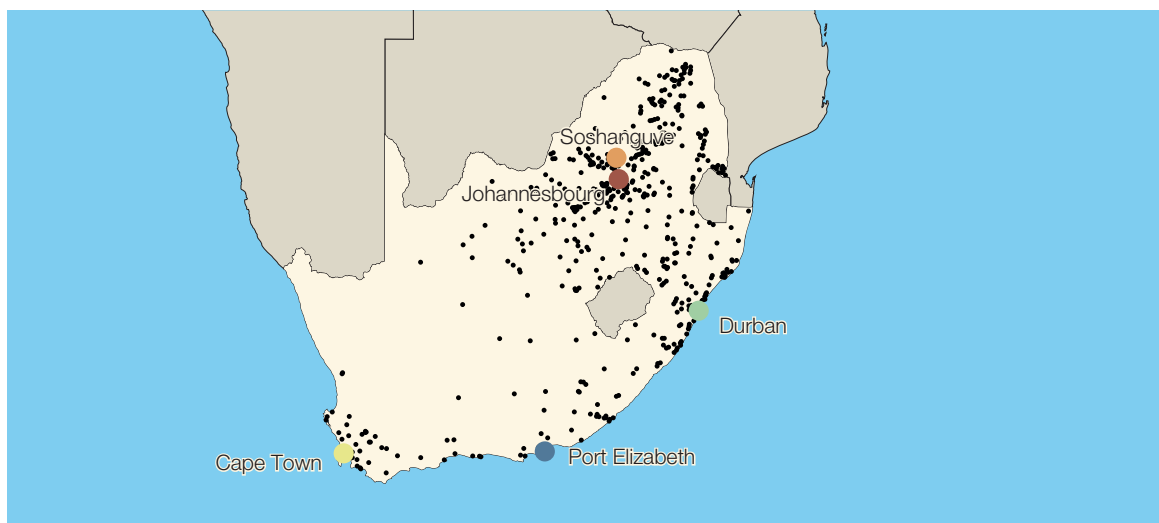 Soshanguve
Johannesbourg
Durban
Cape Town
Port Elizabeth